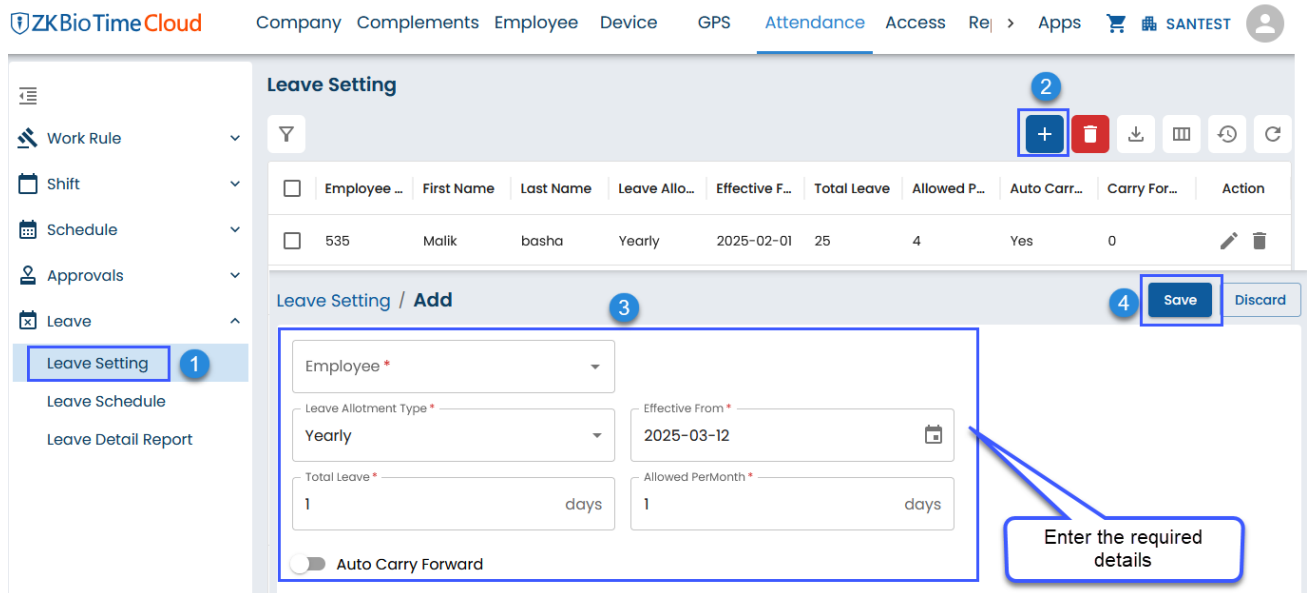 ZKBioTime Cloud
Company Complements Employee Device GPS Attendance Access Re > Apps SANTEST
Leave Setting
2
Work Rule
Shift
Schedule
Approvals
Leave
Leave Setting 1
Leave Schedule
Leave Detail Report
Employee ... First Name Last Name Leave Allo... Effective F... Total Leave Allowed P... Auto Carr... Carry For... Action
535 Malik basha Yearly 2025-02-01 25 4 Yes 0
Leave Setting / Add
3
4
Save
Discard
Employee *
Leave Allotment Type *
Yearly
Effective From *
2025-03-12
Total Leave *
1 days
Allowed PerMonth *
1 days
Auto Carry Forward
Enter the required
details